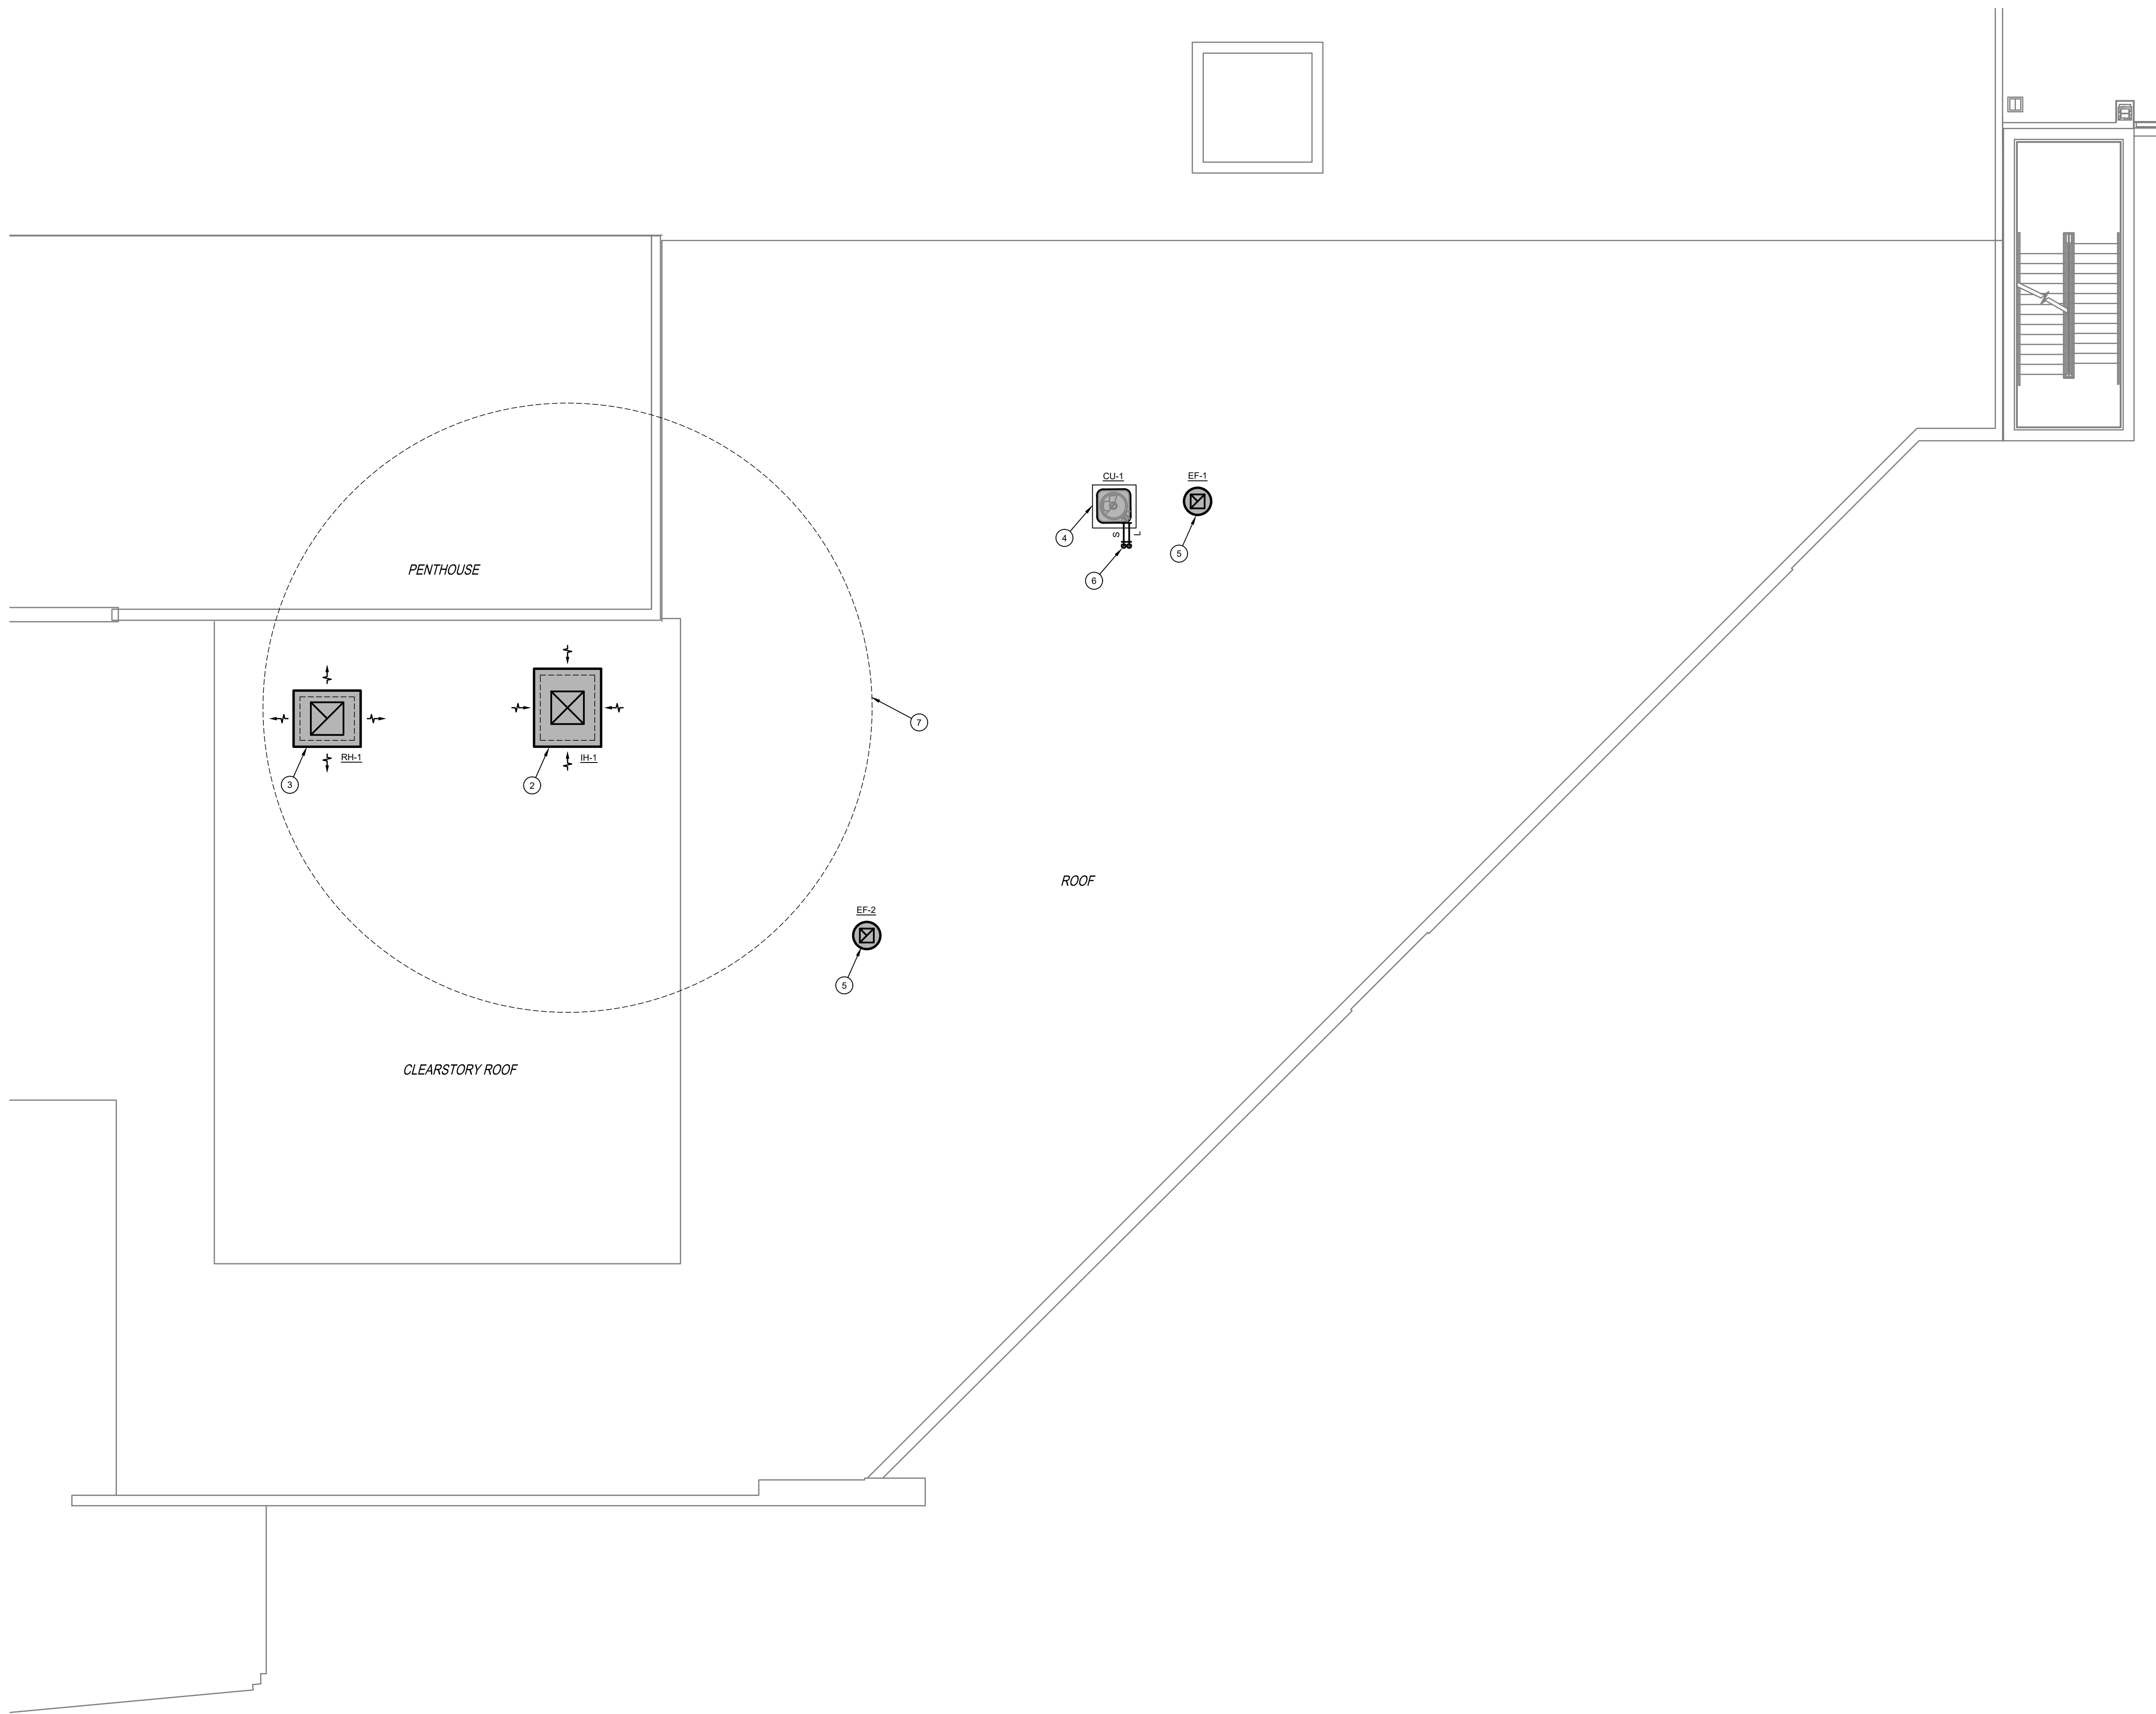 CU-1
EF-1
4
S
L
5
6
PENTHOUSE
7
RH-1
IH-1
3
2
ROOF
EF-2
5
CLEARSTORY ROOF